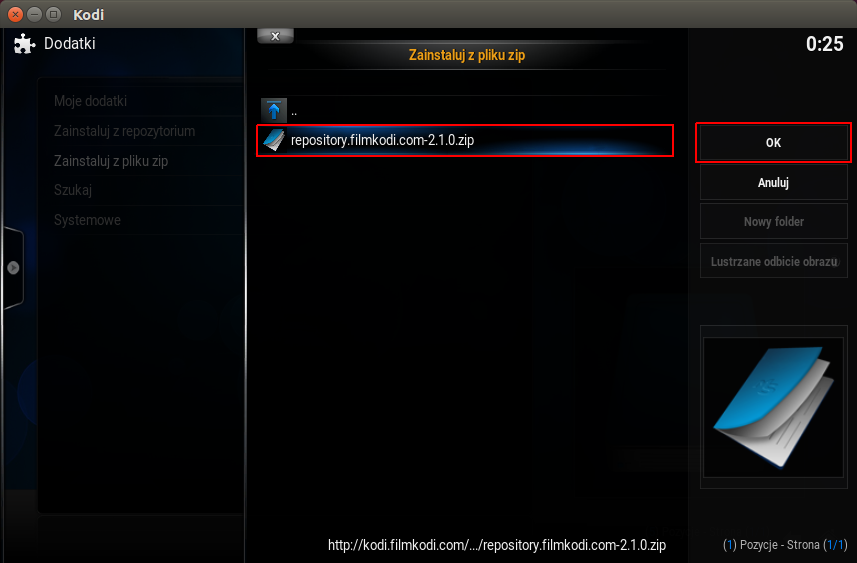 Kodi
Dodatki
0:25
Moje dodatki
Zainstaluj z repozytorium
Zainstaluj z pliku zip
Szukaj
Systemowe
x
Zainstaluj z pliku zip
..
repository.filmkodi.com-2.1.0.zip
OK
Anuluj
Nowy folder
Lustrzane odbicie obrazu
http://kodi.filmkodi.com/.../repository.filmkodi.com-2.1.0.zip
(1) Pozycje - Strona (1/1)